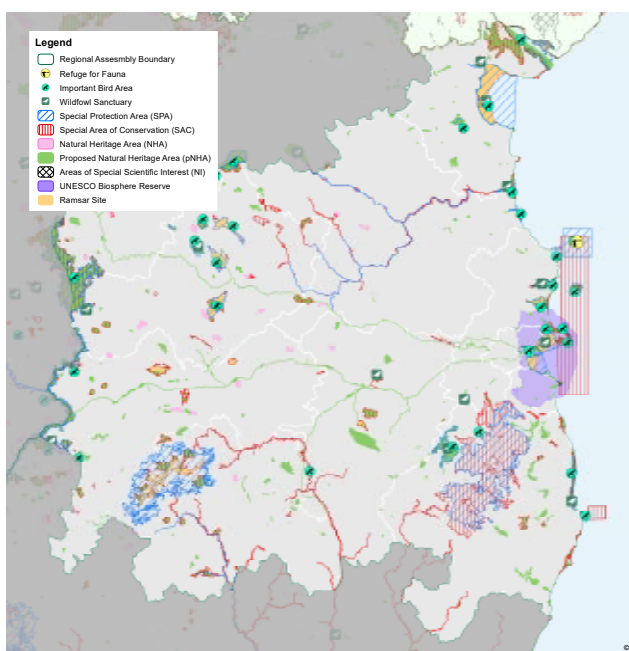 Legend
Regional Assesmbly Boundary
Refuge for Fauna
Important Bird Area
Wildfowl Sanctuary
Special Protection Area (SPA)
Special Area of Conservation (SAC)
Natural Heritage Area (NHA)
Proposed Natural Heritage Area (pNHA)
Areas of Special Scientific Interest (NI)
UNESCO Biosphere Reserve
Ramsar Site
©